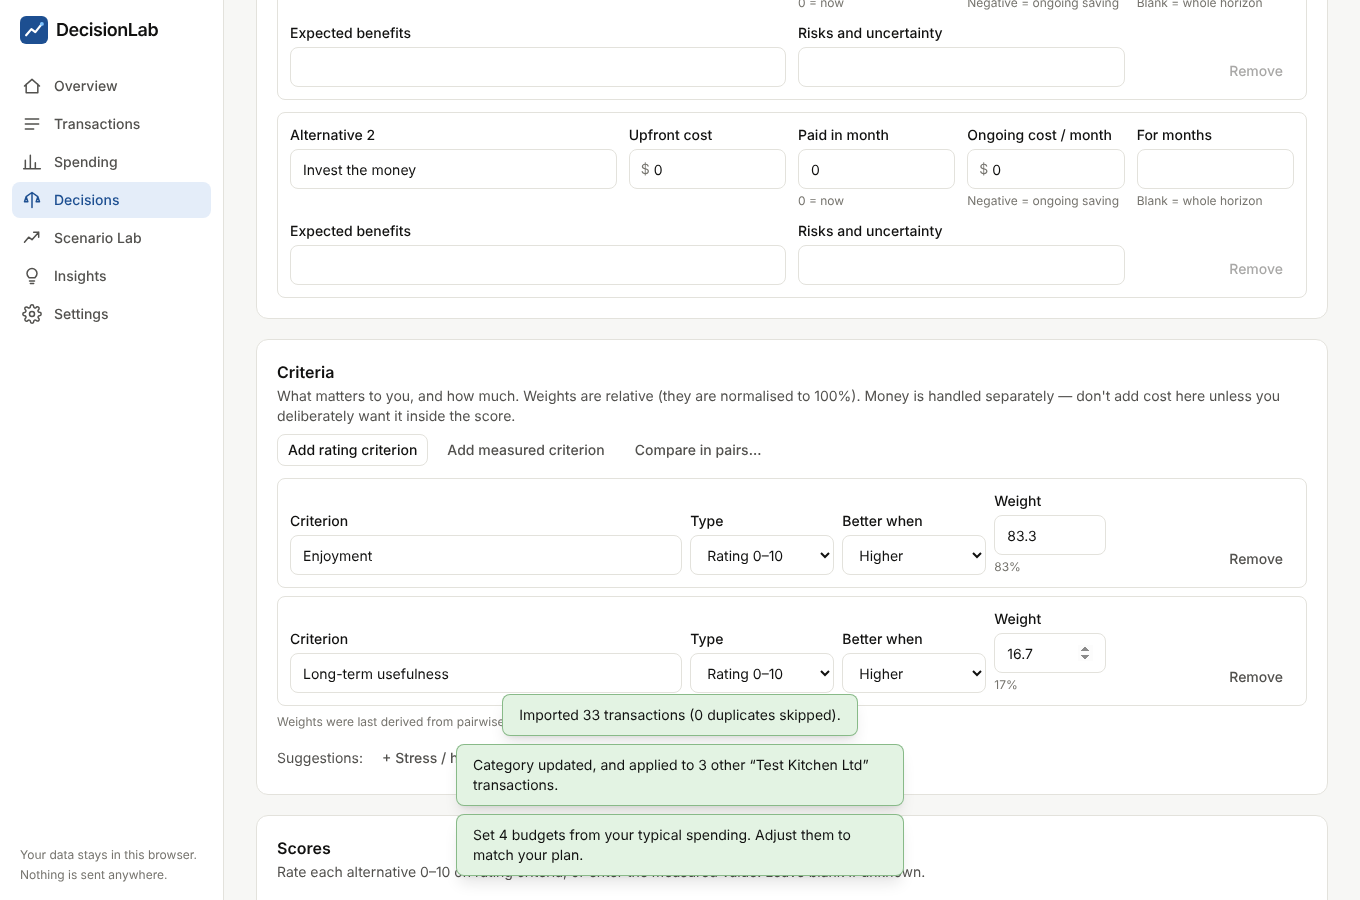 DecisionLab
Overview
Transactions
Spending
Decisions
Scenario Lab
Insights
Settings
Your data stays in this browser.
Nothing is sent anywhere.
0 = now
Negative = ongoing saving
Blank = whole horizon
Expected benefits
Risks and uncertainty
Remove
Alternative 2
Upfront cost
Paid in month
Ongoing cost / month
For months
Invest the money
$ 0
0
$ 0
0 = now
Negative = ongoing saving
Blank = whole horizon
Expected benefits
Risks and uncertainty
Remove
Criteria
What matters to you, and how much. Weights are relative (they are normalised to 100%). Money is handled separately — don't add cost here unless you
deliberately want it inside the score.
Add rating criterion
Add measured criterion
Compare in pairs...
Criterion
Type
Better when
Weight
Enjoyment
Rating 0–10
Higher
83.3
83%
Remove
Criterion
Type
Better when
Weight
Long-term usefulness
Rating 0–10
Higher
16.7
17%
Remove
Weights were last derived from pairwise
Suggestions:
+ Stress /
Imported 33 transactions (0 duplicates skipped).
Category updated, and applied to 3 other “Test Kitchen Ltd”
transactions.
Set 4 budgets from your typical spending. Adjust them to
match your plan.
Scores
Rate each alternative 0–10